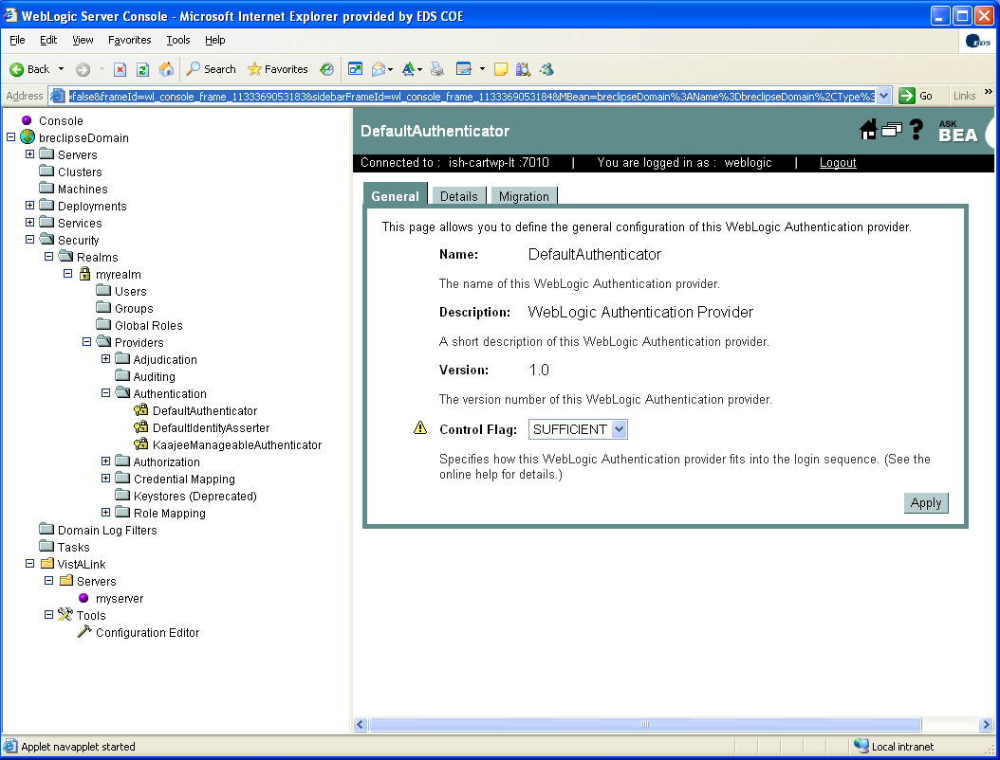 WebLogic Server Console - Microsoft Internet Explorer provided by EDS COE
File Edit View Favorites Tools Help
EDS
Back Search Favorites
Address =false&frameId=wl_console_frame_1133369053183&sidebarFrameId=wl_console_frame_1133369053184&MBean=breclipseDomain%3AName%3DbreclipseDomain%2CType%3 Go Links »
Console
breclipseDomain
Servers
Clusters
Machines
Deployments
Services
Security
Realms
myrealm
Users
Groups
Global Roles
Providers
Adjudication
Auditing
Authentication
DefaultAuthenticator
DefaultIdentityAsserter
KaajeeManageableAuthenticator
Authorization
Credential Mapping
Keystores (Deprecated)
Role Mapping
Domain Log Filters
Tasks
VistALink
Servers
myserver
Tools
Configuration Editor
DefaultAuthenticator
ASK
BEA
Connected to : ish-cartwp-lt :7010 | You are logged in as : weblogic | Logout
General Details Migration
This page allows you to define the general configuration of this WebLogic Authentication provider.
Name: DefaultAuthenticator
The name of this WebLogic Authentication provider.
Description: WebLogic Authentication Provider
A short description of this WebLogic Authentication provider.
Version: 1.0
The version number of this WebLogic Authentication provider.
Control Flag: SUFFICIENT
Specifies how this WebLogic Authentication provider fits into the login sequence. (See the
online help for details.)
Apply
Applet navapplet started
Local intranet